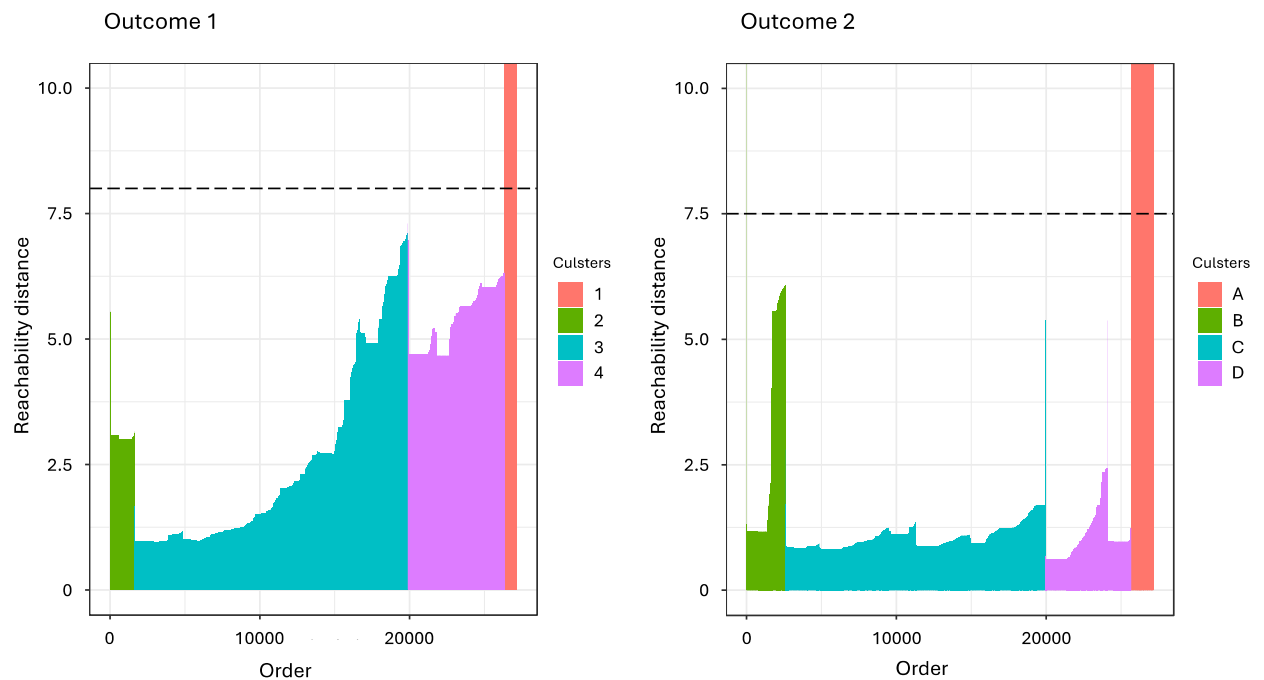 Outcome 1
10.0
7.5
5.0
2.5
0
Reachability distance
0 10000 20000
Order
Culsters
1
2
3
4
Outcome 2
10.0
7.5
5.0
2.5
0
Reachability distance
0 10000 20000
Order
Culsters
A
B
C
D